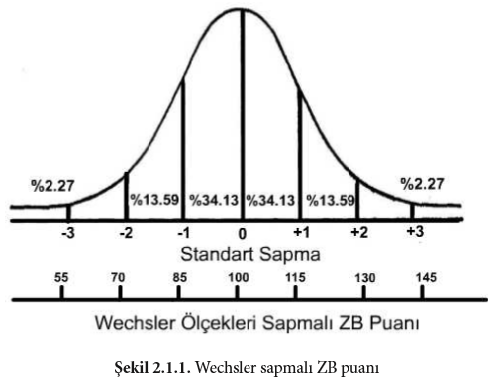 %2.27 %2.27
%13.59 %34.13 %34.13 %13.59
-3 -2 -1 0 +1 +2 +3
Standart Sapma
55 70 85 100 115 130 145
Wechsler Ölçekleri Sapmalı ZB Puanı
Şekil 2.1.1. Wechsler sapmalı ZB puanı